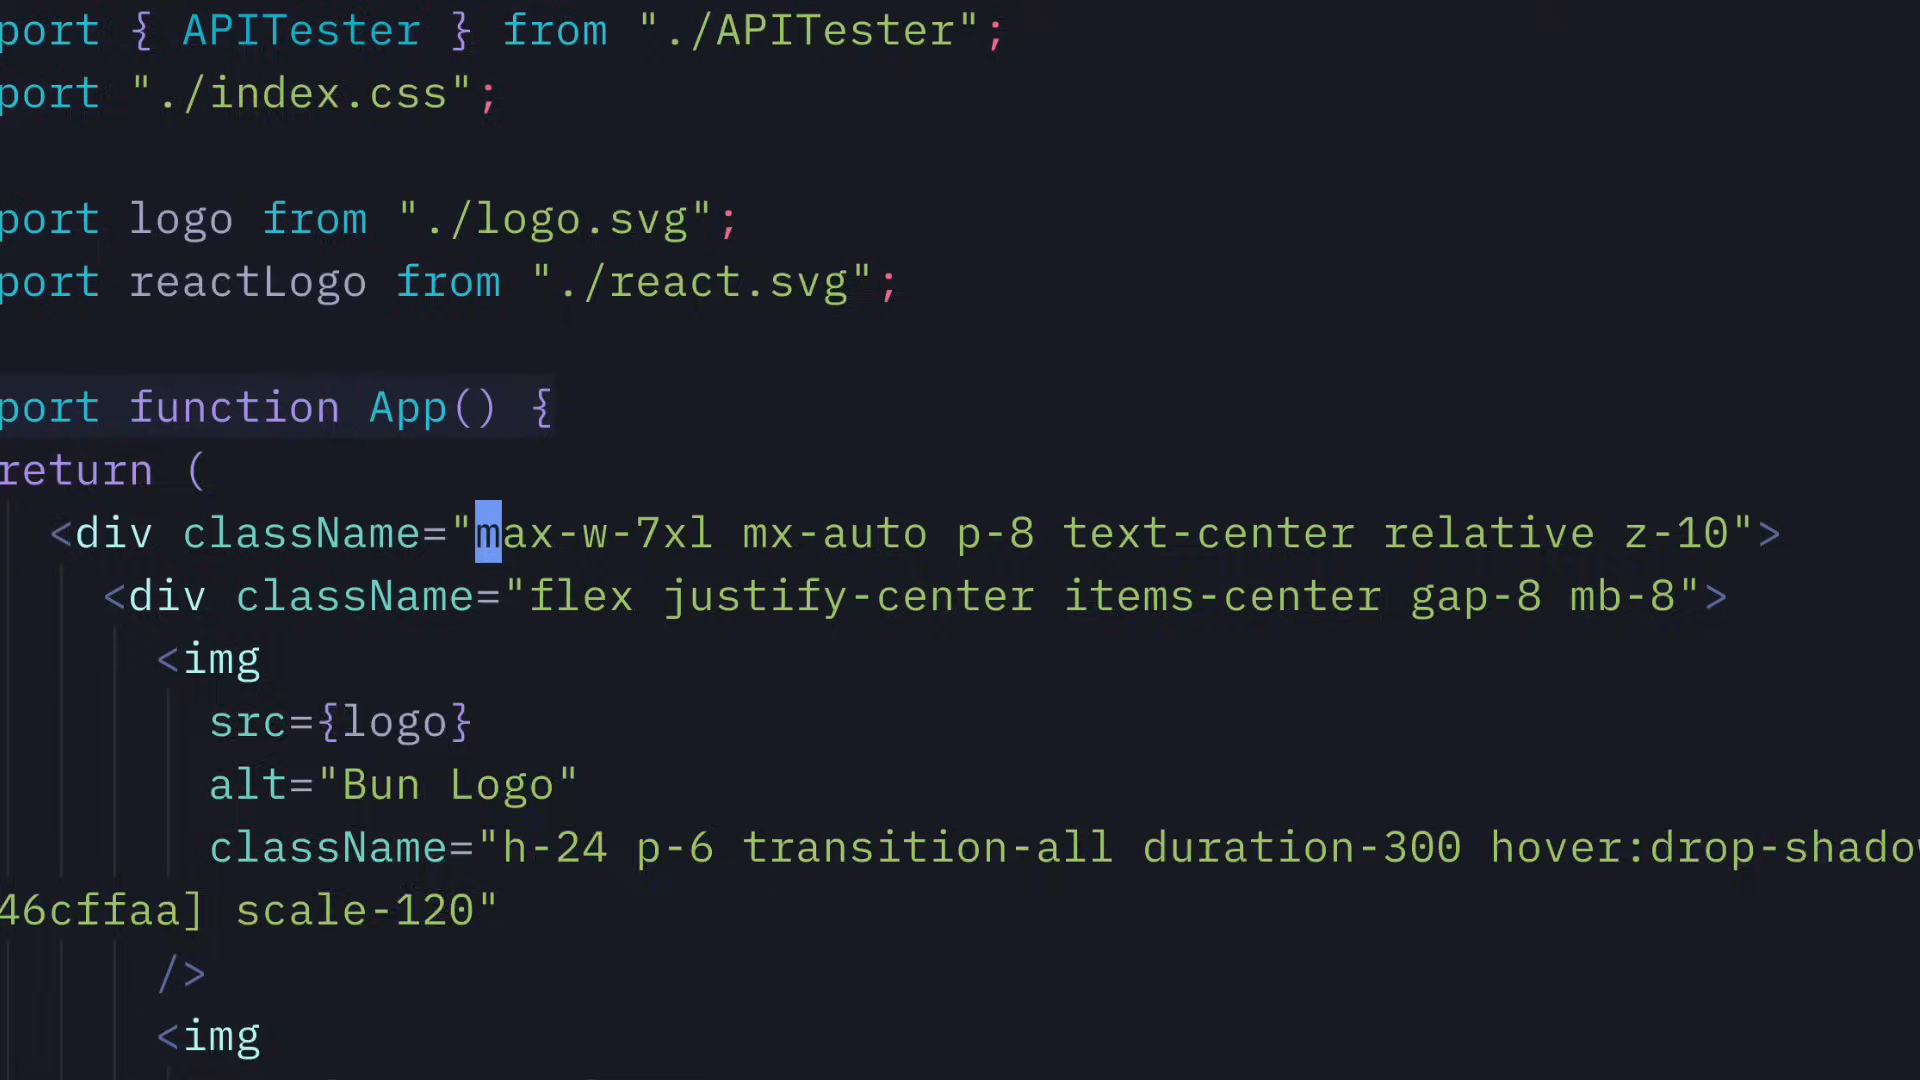 port { APITester } from "./APITester";
port "./index.css";
port logo from "./logo.svg";
port reactLogo from "./react.svg";
port function App() {
return (
<div className="max-w-7xl mx-auto p-8 text-center relative z-10">
<div className="flex justify-center items-center gap-8 mb-8">
<img
src={logo}
alt="Bun Logo"
className="h-24 p-6 transition-all duration-300 hover:drop-shadow
46cffaa] scale-120"
/>
<img